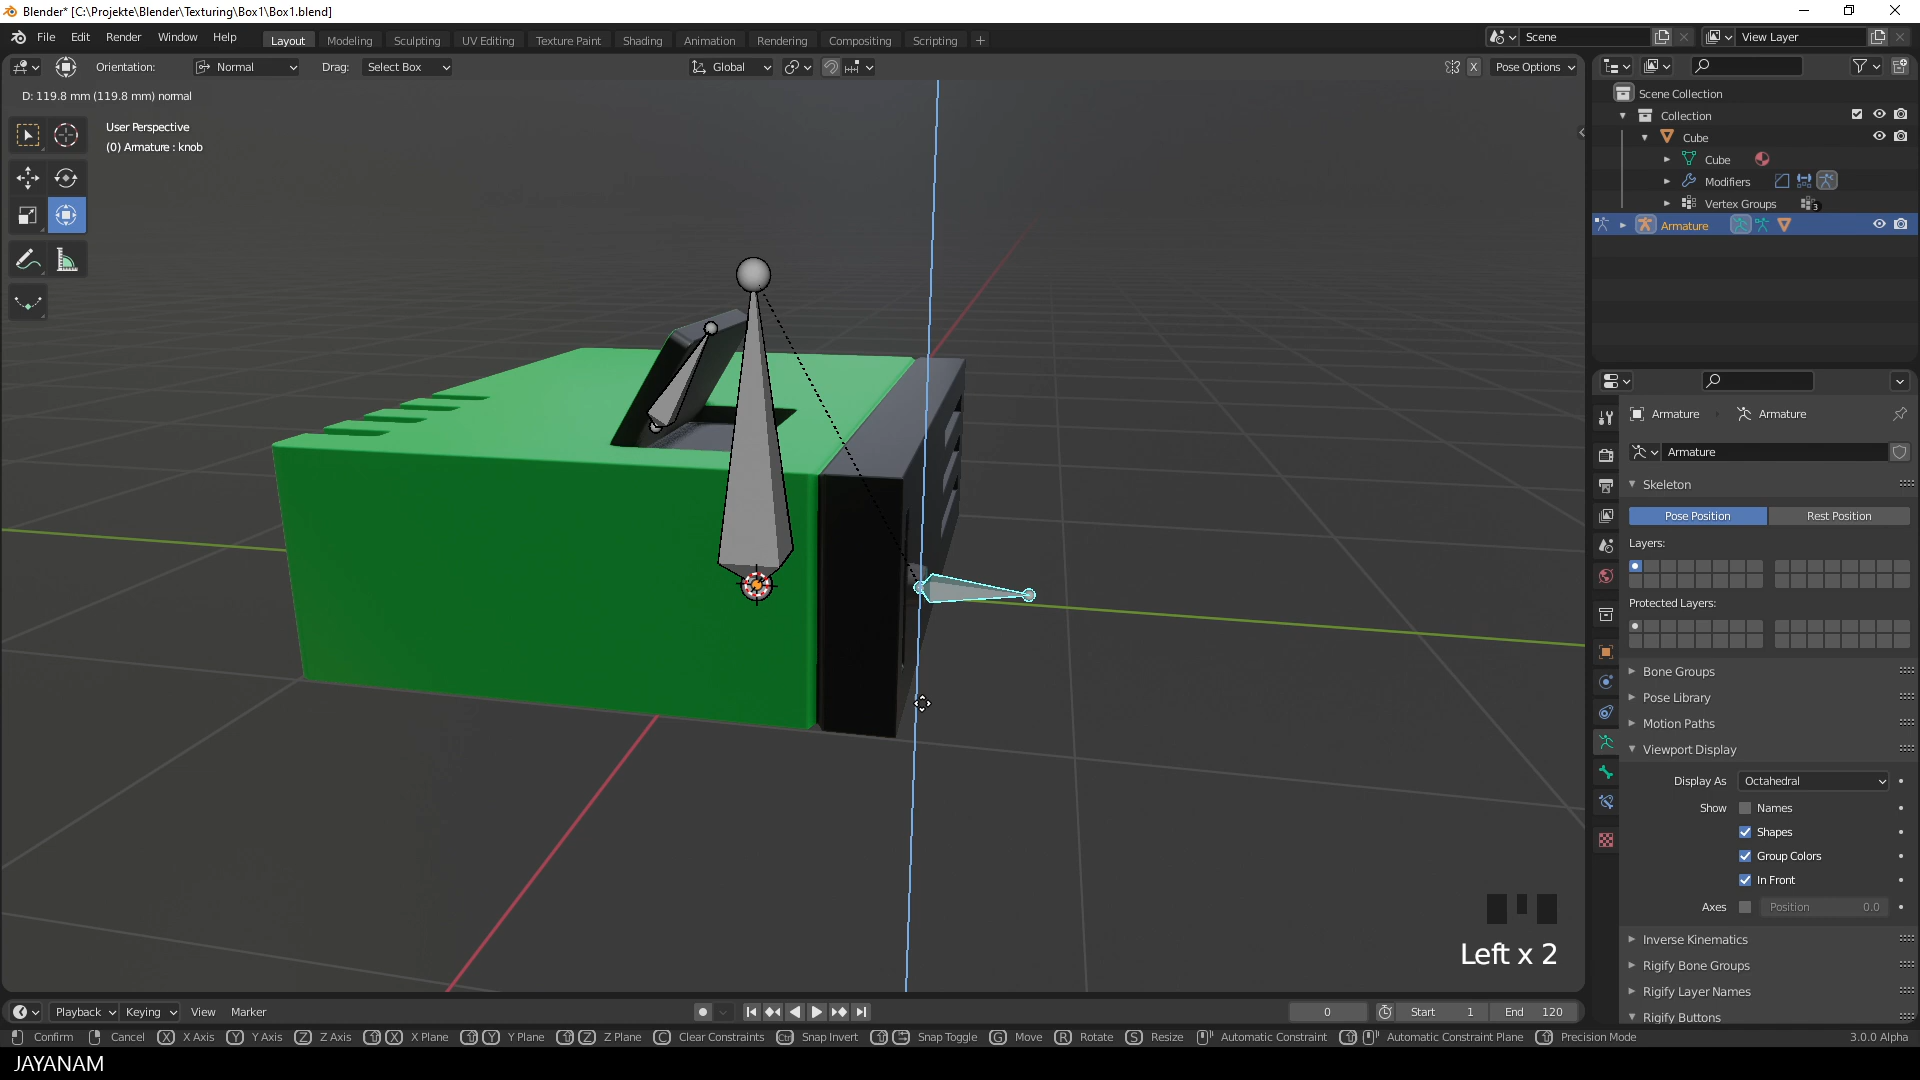 Blender* [C:\Projekte\Blender\Texturing\Box1\Box1.blend]
File Edit Render Window Help Layout Modeling Sculpting UV Editing Texture Paint Shading Animation Rendering Compositing Scripting + Scene View Layer
Orientation: Normal Drag: Select Box Global X Pose Options
D: 119.8 mm (119.8 mm) normal
User Perspective
(0) Armature : knob
Left x 2
Scene Collection
Collection
Cube
Cube
Modifiers
Vertex Groups 3
Armature
Armature Armature
Armature
Skeleton
Pose Position Rest Position
Layers:
Protected Layers:
Bone Groups
Pose Library
Motion Paths
Viewport Display
Display As Octahedral
Show Names
Shapes
Group Colors
In Front
Axes Position 0.0
Inverse Kinematics
Rigify Bone Groups
Rigify Layer Names
Rigify Buttons
Playback Keying View Marker 0 Start 1 End 120
Confirm Cancel X X Axis Y Y Axis Z Z Axis X X Plane Y Y Plane Z Z Plane C Clear Constraints Ctrl Snap Invert Snap Toggle G Move R Rotate S Resize Automatic Constraint Automatic Constraint Plane Precision Mode 3.0.0 Alpha
JAYANAM